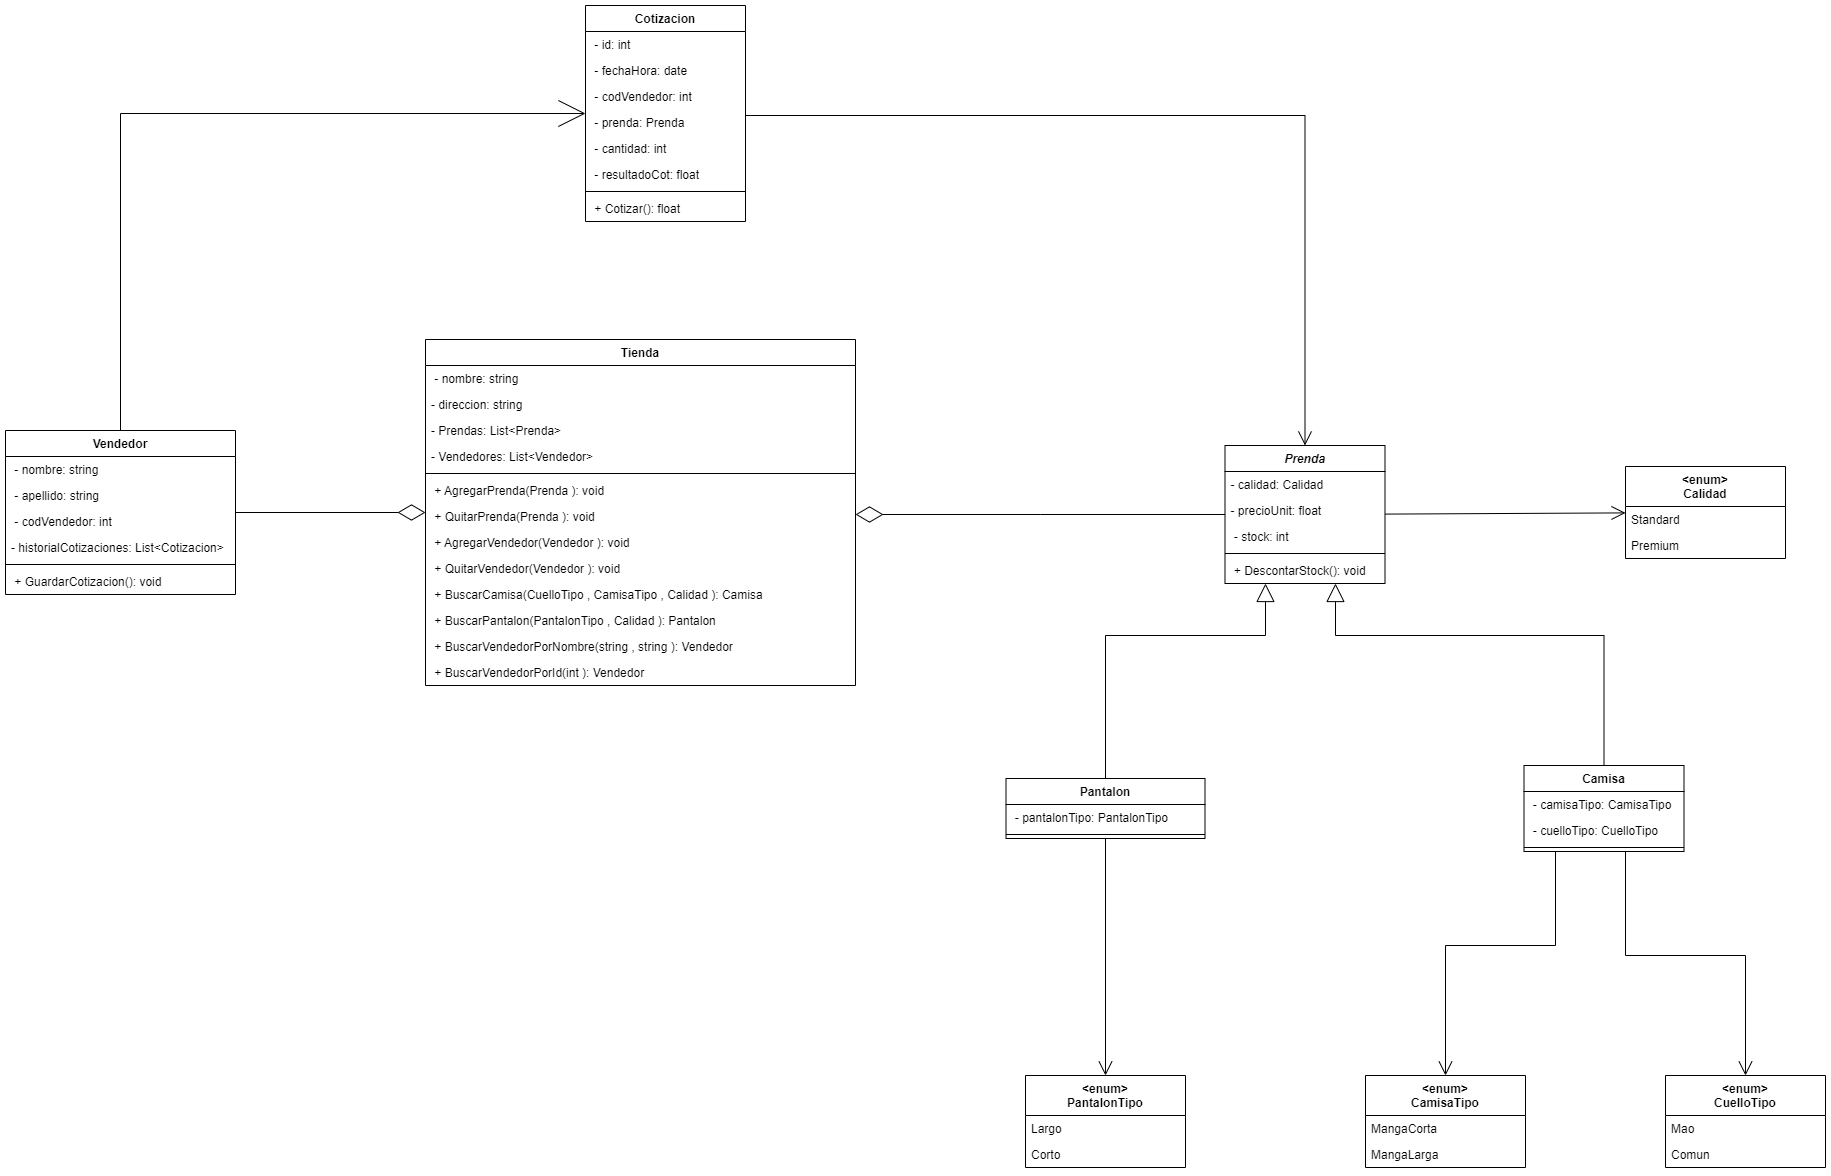 Cotizacion
- id: int
- fechaHora: date
- codVendedor: int
- prenda: Prenda
- cantidad: int
- resultadoCot: float
+ Cotizar(): float
Tienda
- nombre: string
- direccion: string
- Prendas: List<Prenda>
- Vendedores: List<Vendedor>
+ AgregarPrenda(Prenda ): void
+ QuitarPrenda(Prenda ): void
+ AgregarVendedor(Vendedor ): void
+ QuitarVendedor(Vendedor ): void
+ BuscarCamisa(CuelloTipo , CamisaTipo , Calidad ): Camisa
+ BuscarPantalon(PantalonTipo , Calidad ): Pantalon
+ BuscarVendedorPorNombre(string , string ): Vendedor
+ BuscarVendedorPorId(int ): Vendedor
Vendedor
- nombre: string
- apellido: string
- codVendedor: int
- historialCotizaciones: List<Cotizacion>
+ GuardarCotizacion(): void
Prenda
- calidad: Calidad
- precioUnit: float
- stock: int
+ DescontarStock(): void
<enum>
Calidad
Standard
Premium
Pantalon
- pantalonTipo: PantalonTipo
Camisa
- camisaTipo: CamisaTipo
- cuelloTipo: CuelloTipo
<enum>
PantalonTipo
Largo
Corto
<enum>
CamisaTipo
MangaCorta
MangaLarga
<enum>
CuelloTipo
Mao
Comun